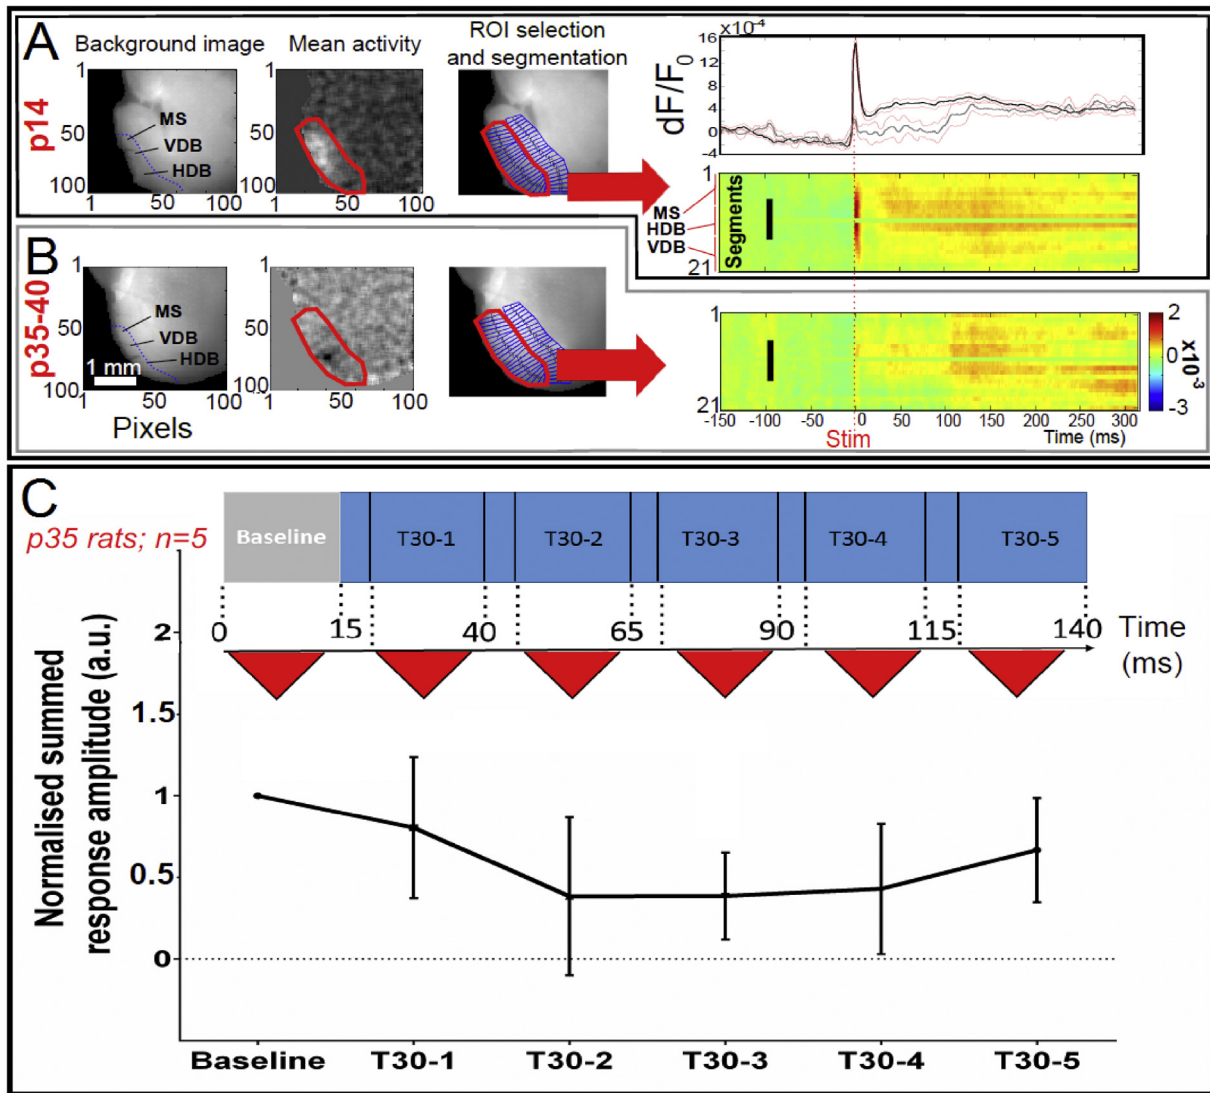 A
Background image
Mean activity
ROI selection
and segmentation
p14
1
50
100
MS
VDB
HDB
1 50 100
1
50
100
1 50 100
×10⁻⁴
dF/F₀
16
12
8
4
0
-4
MS
HDB
VDB
Segments
1
21
B
p35-40
1
50
100
MS
VDB
HDB
1 mm
1 50 100
Pixels
1
50
100
1 50 100
1
21
-150 -100 -50 0 50 100 150 200 250 300
Stim
Time (ms)
2
0
-3
x10⁻³
C
p35 rats; n=5
Baseline T30-1 T30-2 T30-3 T30-4 T30-5
0 15 40 65 90 115 140 Time
(ms)
Normalised summed
response amplitude (a.u.)
2
1.5
1
0.5
0
Baseline T30-1 T30-2 T30-3 T30-4 T30-5